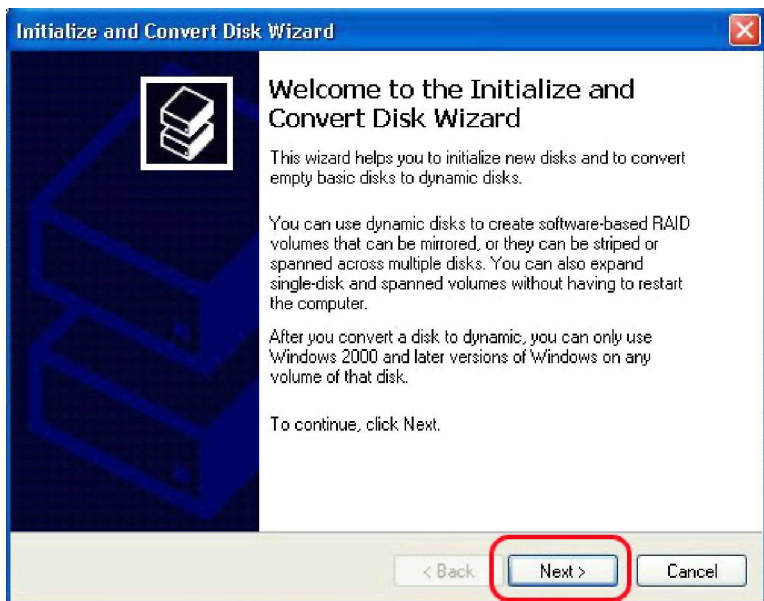 Initialize and Convert Disk Wizard
Welcome to the Initialize and
Convert Disk Wizard
This wizard helps you to initialize new disks and to convert
empty basic disks to dynamic disks.
You can use dynamic disks to create software-based RAID
volumes that can be mirrored, or they can be striped or
spanned across multiple disks. You can also expand
single-disk and spanned volumes without having to restart
the computer.
After you convert a disk to dynamic, you can only use
Windows 2000 and later versions of Windows on any
volume of that disk.
To continue, click Next.
< Back Next > Cancel